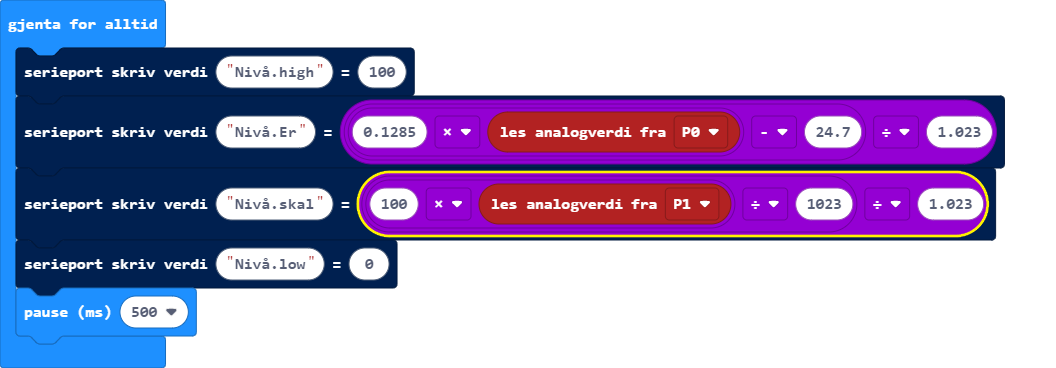 gjenta for alltid
serieport skriv verdi "Nivå.high" = 100
serieport skriv verdi "Nivå.Er" = 0.1285 × les analogverdi fra P0 - 24.7 ÷ 1.023
serieport skriv verdi "Nivå.skal" = 100 × les analogverdi fra P1 ÷ 1023 ÷ 1.023
serieport skriv verdi "Nivå.low" = 0
pause (ms) 500